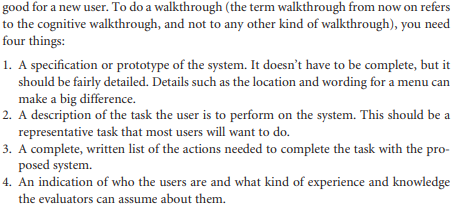 good for a new user. To do a walkthrough (the term walkthrough from now on refers
to the cognitive walkthrough, and not to any other kind of walkthrough), you need
four things:
1. A specification or prototype of the system. It doesn't have to be complete, but it
should be fairly detailed. Details such as the location and wording for a menu can
make a big difference.
2. A description of the task the user is to perform on the system. This should be a
representative task that most users will want to do.
3. A complete, written list of the actions needed to complete the task with the pro-
posed system.
4. An indication of who the users are and what kind of experience and knowledge
the evaluators can assume about them.